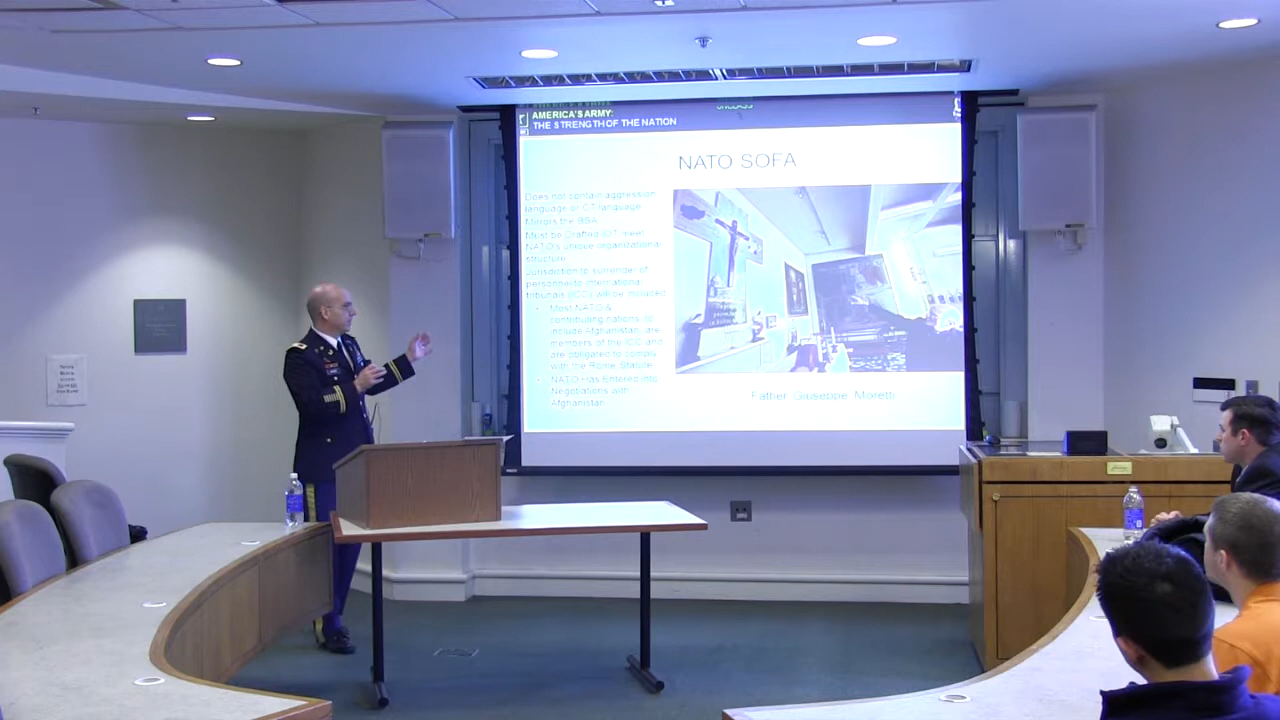 UNCLASS
AMERICA'S ARMY:
THE STRENGTH OF THE NATION
NATO SOFA
Does not contain aggression
language or CT language
Mirrors the BSA
Must be Drafted IOT meet
NATO's unique organizational
structure
Jurisdiction to surrender of
personnel to international
tribunals (ICC) will be included
Most NATO &
contributing nations, to
include Afghanistan, are
members of the ICC and
are obligated to comply
with the Rome Statute
NATO Has Entered into
Negotiations with
Afghanistan
Father Giuseppe Moretti